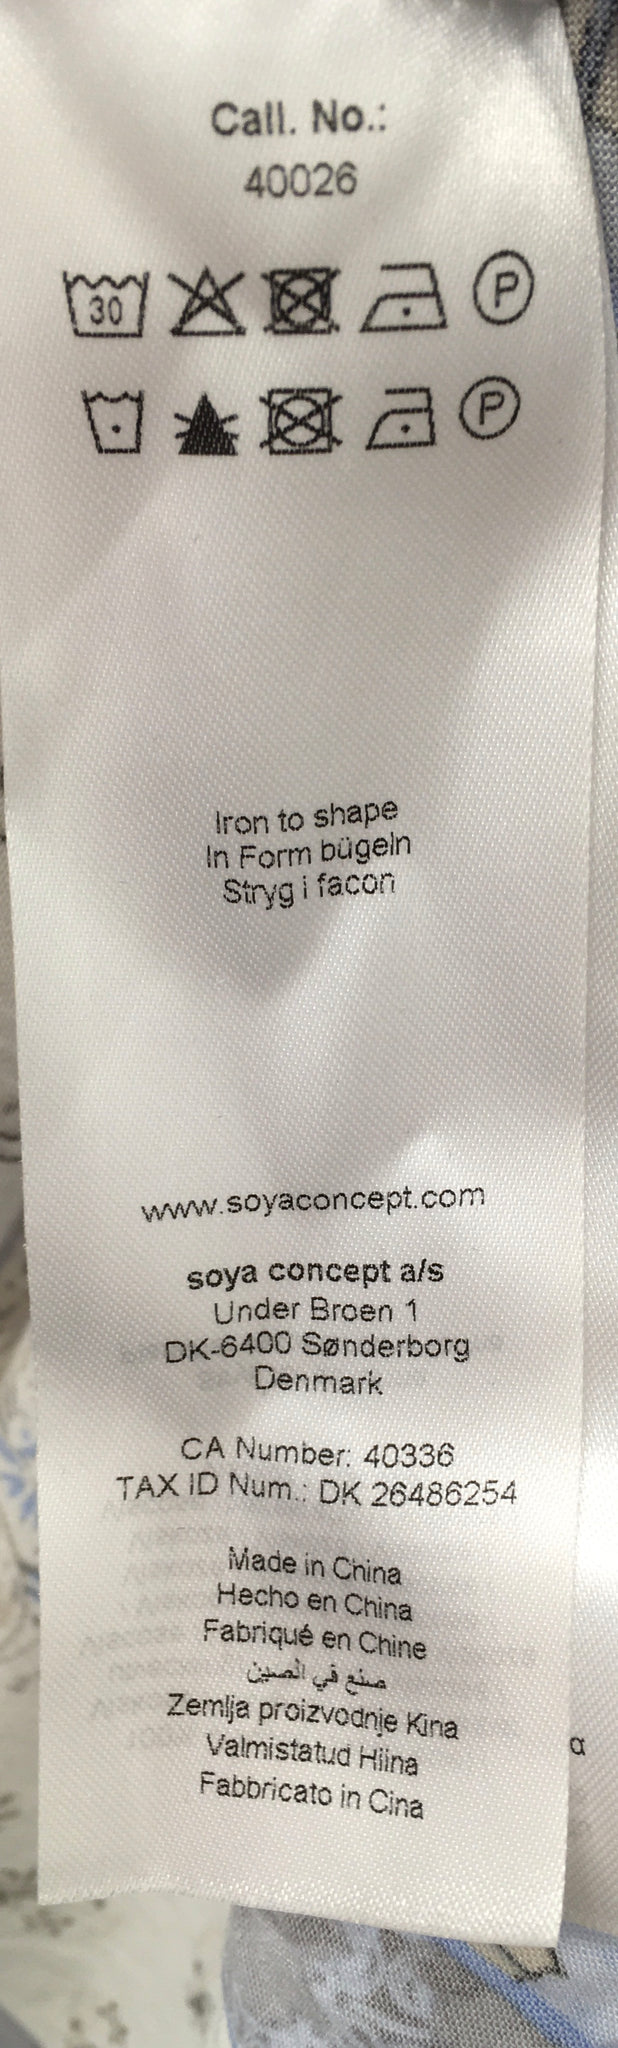 Call. No.:
40026
30 P
P
Iron to shape
In Form bügeln
Stryg i facon
www.soyaconcept.com
soya concept a/s
Under Broen 1
DK-6400 Sønderborg
Denmark
CA Number: 40336
TAX ID Num.: DK 26486254
Made in China
Hecho en China
Fabriqué en Chine
صنع في الصين
Zemlja proizvodnje Kina
Valmistatud Hiina
Fabbricato in Cina